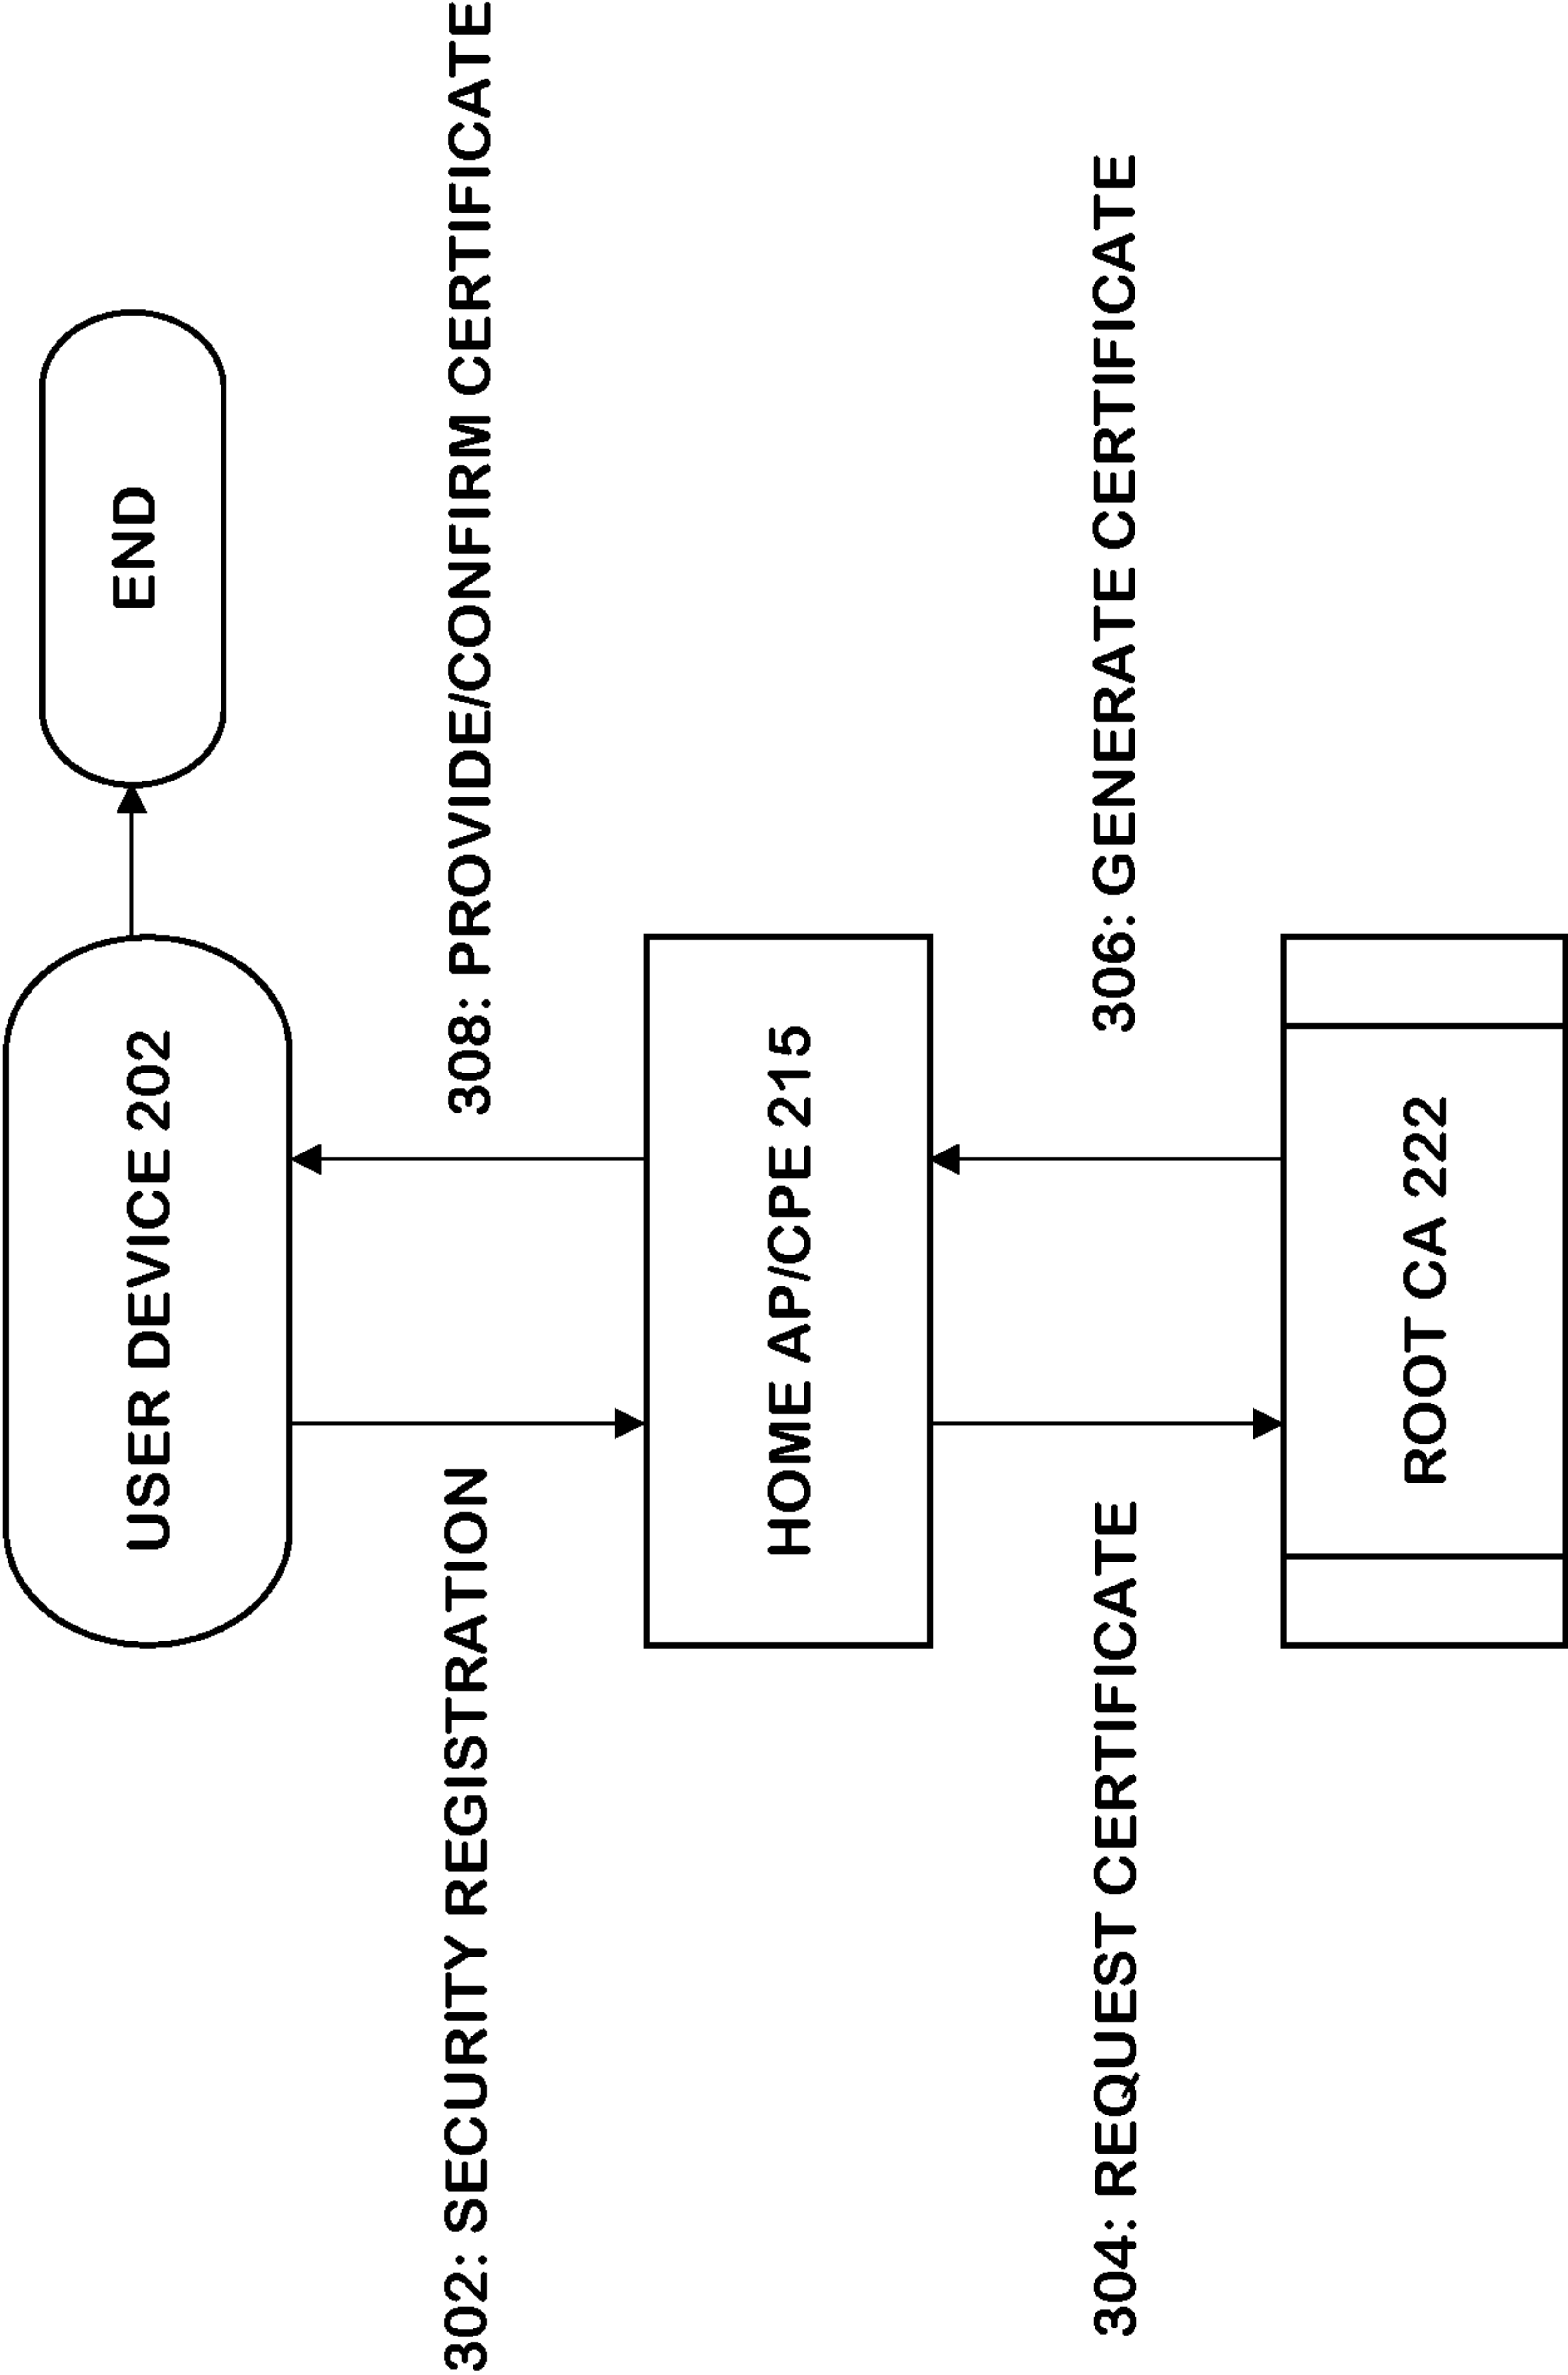 USER DEVICE 202
END
302: SECURITY REGISTRATION
308: PROVIDE/CONFIRM CERTIFICATE
HOME AP/CPE 215
304: REQUEST CERTIFICATE
306: GENERATE CERTIFICATE
ROOT CA 222